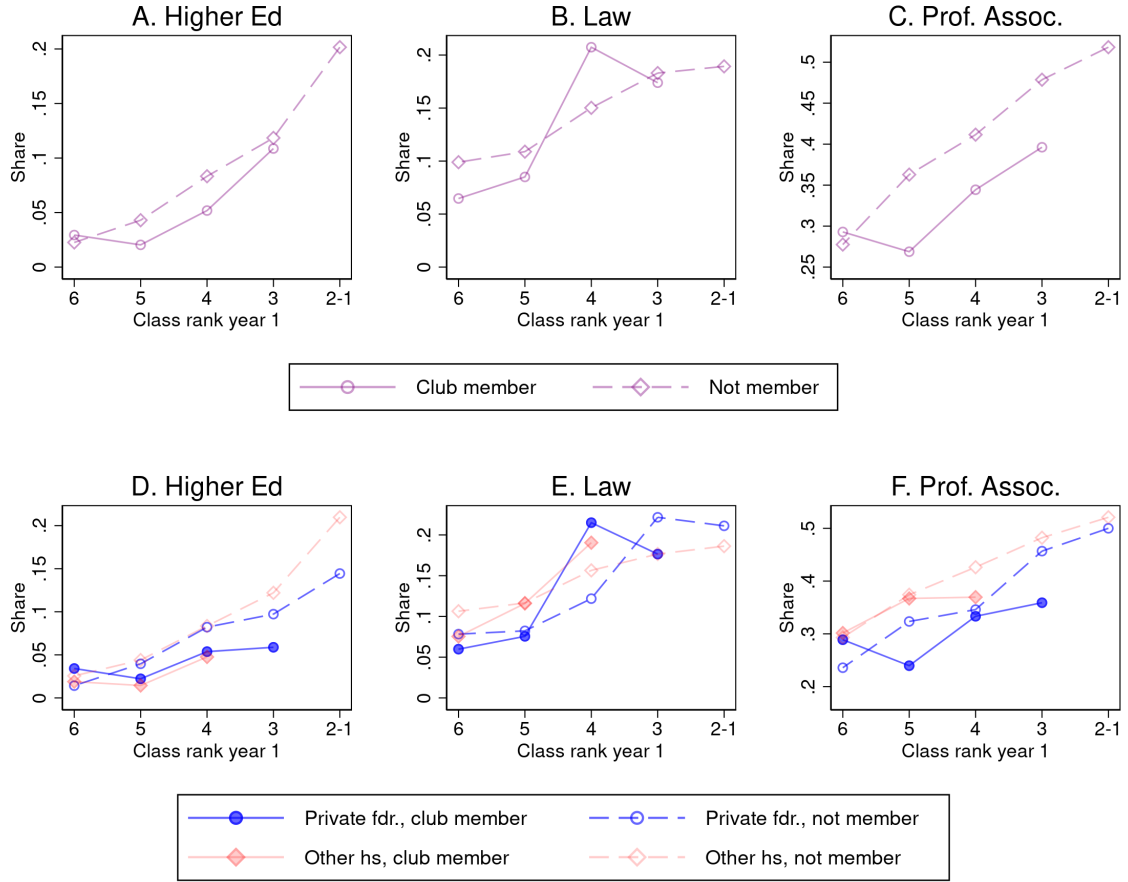 A. Higher Ed
B. Law
C. Prof. Assoc.
Share
.2
.15
.1
.05
0
6 5 4 3 2-1
Class rank year 1
Share
.2
.15
.1
.05
0
6 5 4 3 2-1
Class rank year 1
Share
.5
.45
.4
.35
.3
.25
6 5 4 3 2-1
Class rank year 1
Club member
Not member
D. Higher Ed
E. Law
F. Prof. Assoc.
Share
.2
.15
.1
.05
0
6 5 4 3 2-1
Class rank year 1
Share
.2
.15
.1
.05
0
6 5 4 3 2-1
Class rank year 1
Share
.5
.4
.3
.2
6 5 4 3 2-1
Class rank year 1
Private fdr., club member
Private fdr., not member
Other hs, club member
Other hs, not member